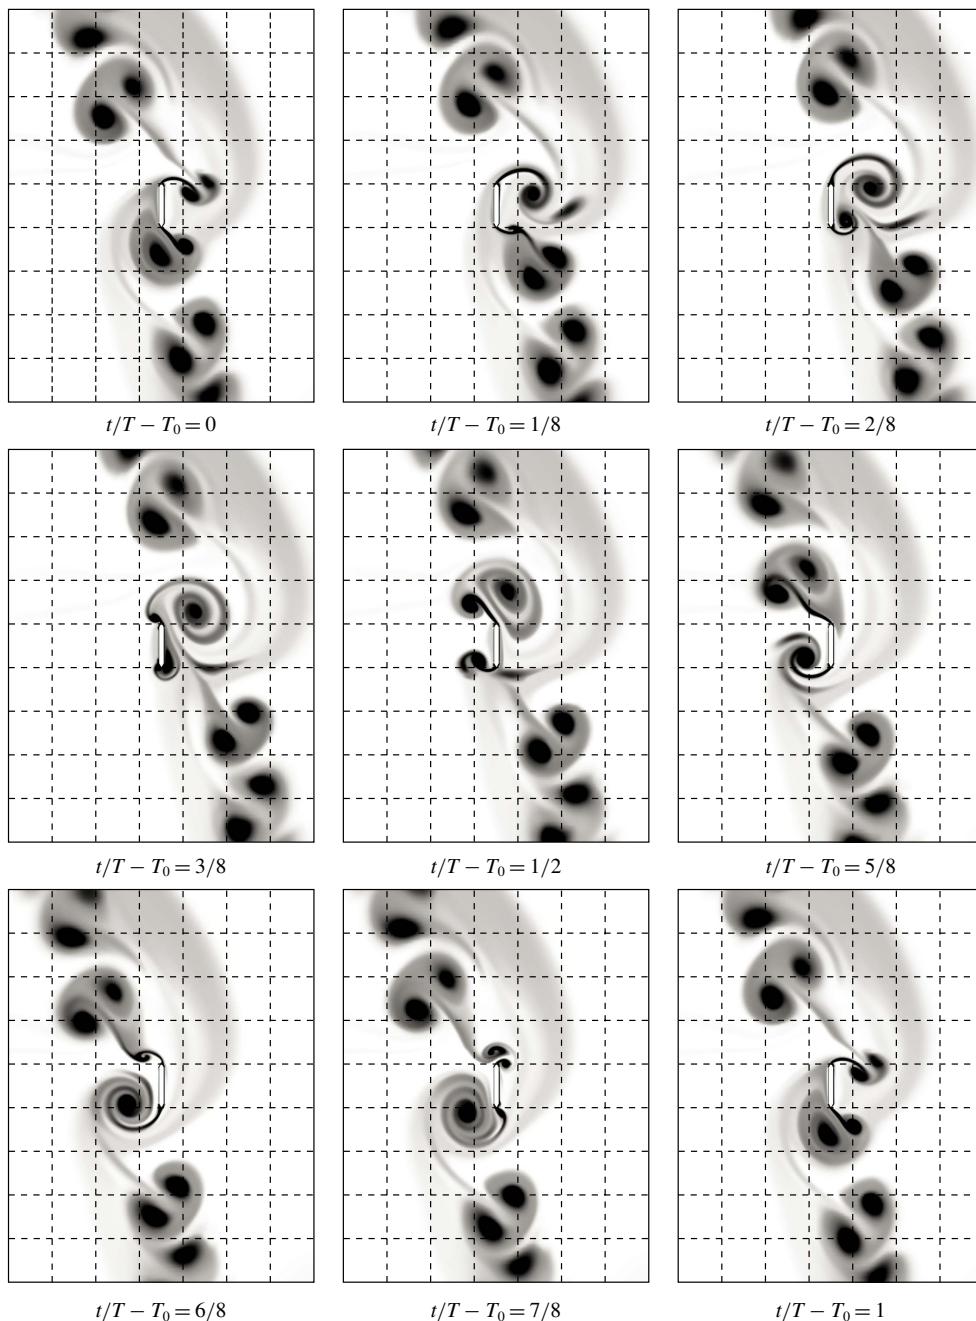 t/T − T₀ = 0
t/T − T₀ = 1/8
t/T − T₀ = 2/8
t/T − T₀ = 3/8
t/T − T₀ = 1/2
t/T − T₀ = 5/8
t/T − T₀ = 6/8
t/T − T₀ = 7/8
t/T − T₀ = 1